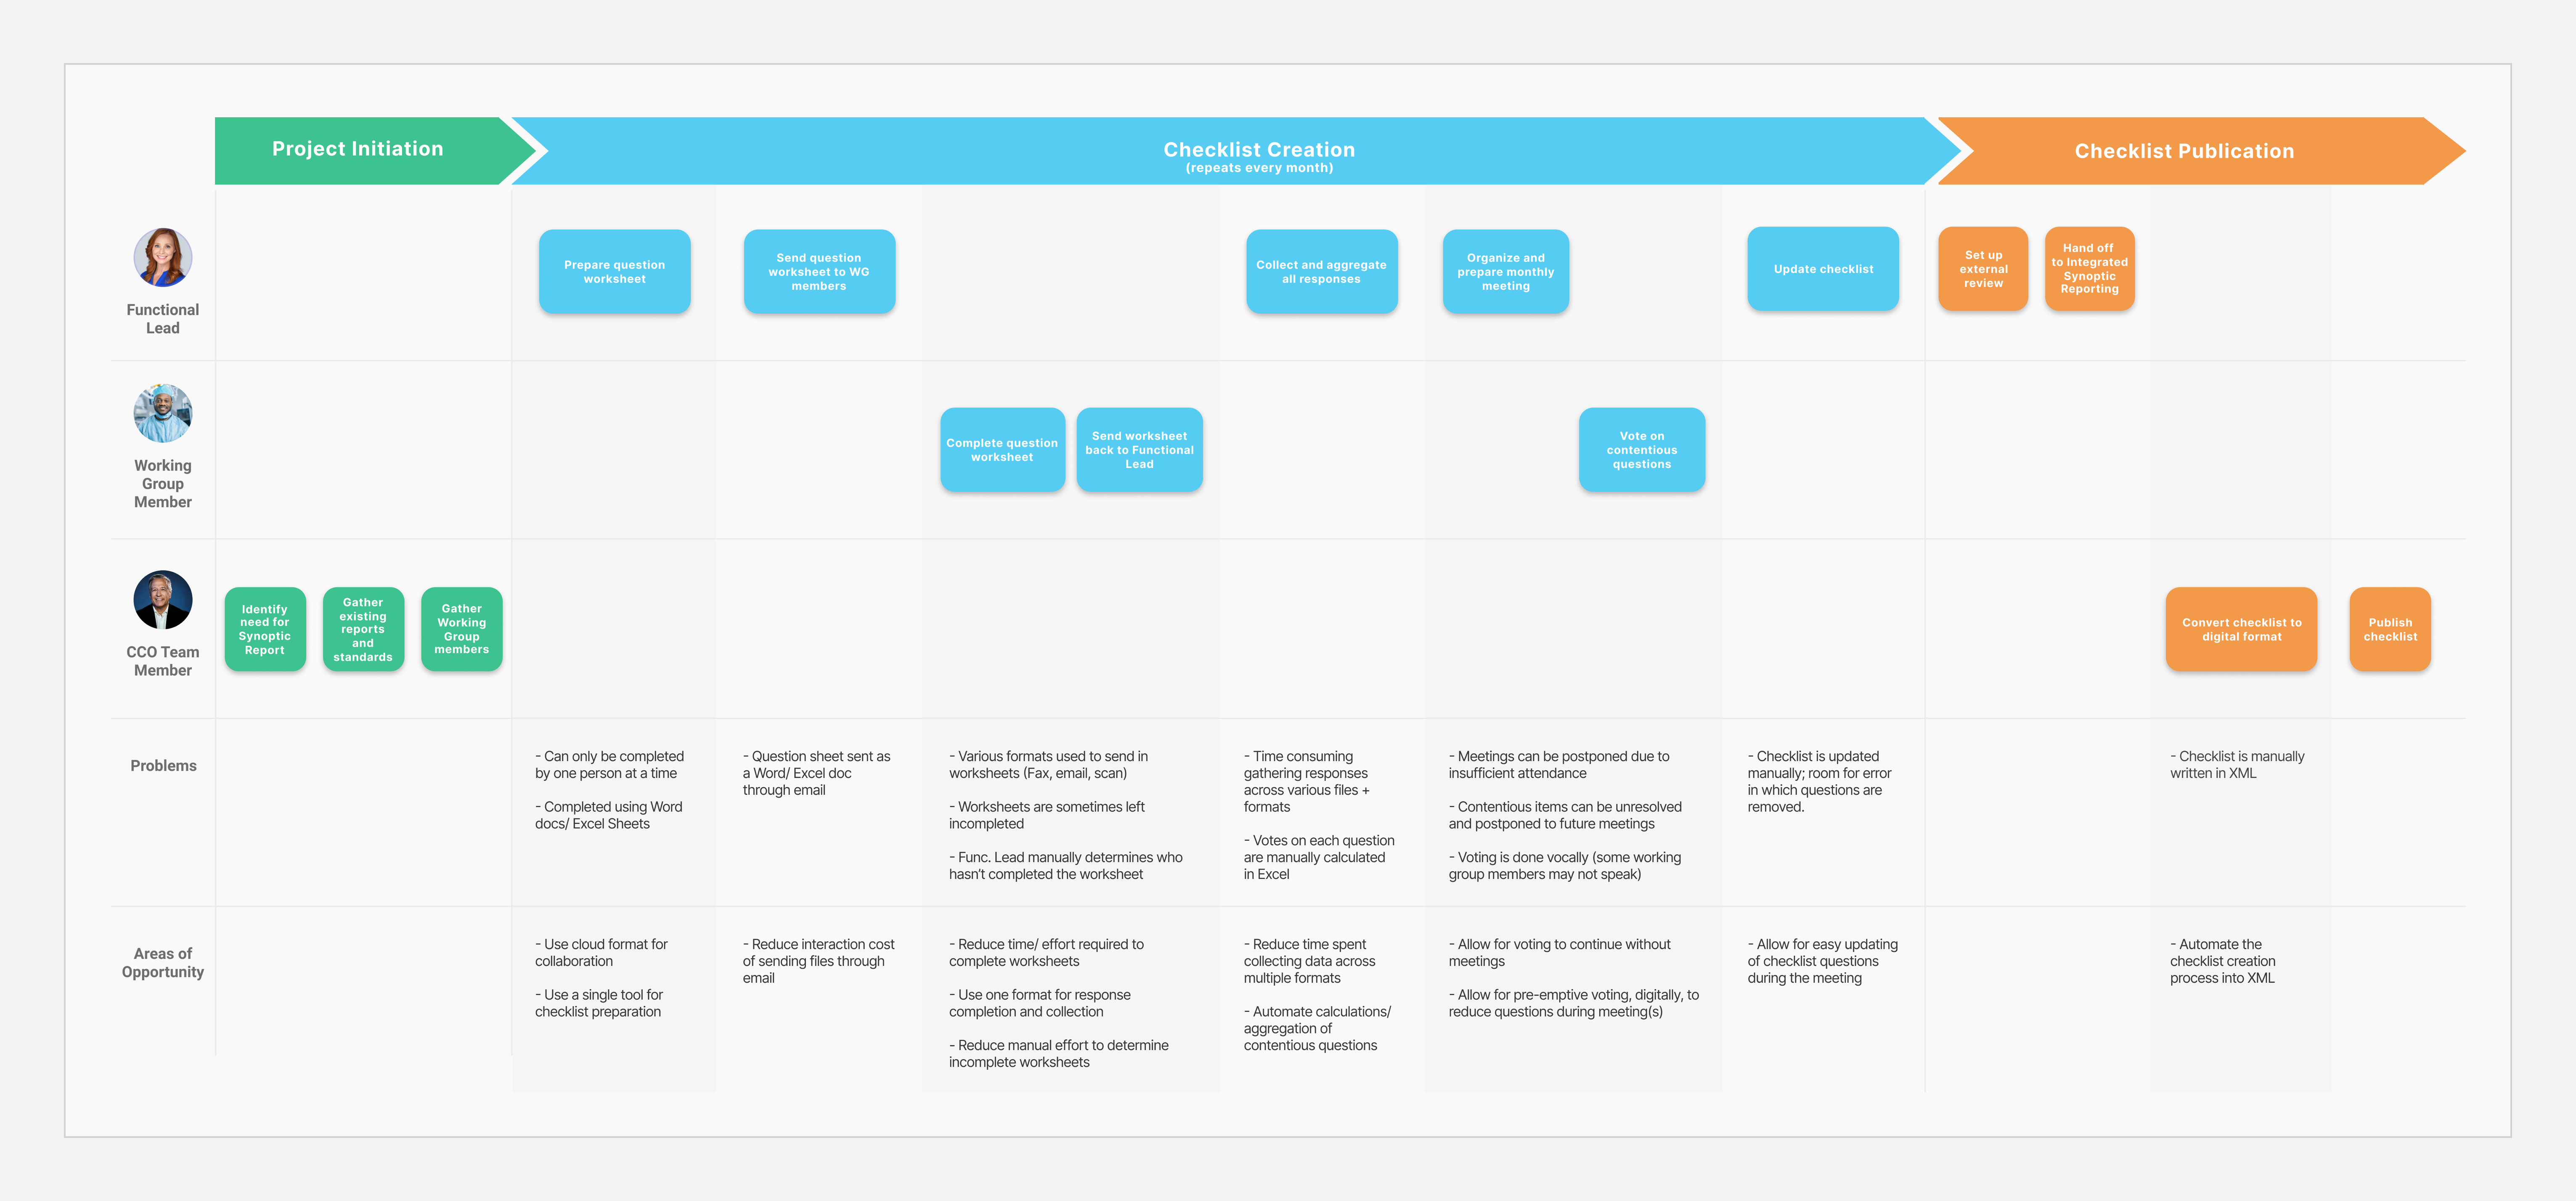 Project Initiation
Checklist Creation
(repeats every month)
Checklist Publication
Functional
Lead
Prepare question
worksheet
Send question
worksheet to WG
members
Collect and aggregate
all responses
Organize and
prepare monthly
meeting
Update checklist
Set up
external
review
Hand off
to Integrated
Synoptic
Reporting
Working
Group
Member
Complete question
worksheet
Send worksheet
back to Functional
Lead
Vote on
contentious
questions
CCO Team
Member
Identify
need for
Synoptic
Report
Gather
existing
reports
and
standards
Gather
Working
Group
members
Convert checklist to
digital format
Publish
checklist
Problems
- Can only be completed
by one person at a time
- Completed using Word
docs/ Excel Sheets
- Question sheet sent as
a Word/ Excel doc
through email
- Various formats used to send in
worksheets (Fax, email, scan)
- Worksheets are sometimes left
incompleted
- Func. Lead manually determines who
hasn't completed the worksheet
- Time consuming
gathering responses
across various files +
formats
- Votes on each question
are manually calculated
in Excel
- Meetings can be postponed due to
insufficient attendance
- Contentious items can be unresolved
and postponed to future meetings
- Voting is done vocally (some working
group members may not speak)
- Checklist is updated
manually; room for error
in which questions are
removed.
- Checklist is manually
written in XML
Areas of
Opportunity
- Use cloud format for
collaboration
- Use a single tool for
checklist preparation
- Reduce interaction cost
of sending files through
email
- Reduce time/ effort required to
complete worksheets
- Use one format for response
completion and collection
- Reduce manual effort to determine
incomplete worksheets
- Reduce time spent
collecting data across
multiple formats
- Automate calculations/
aggregation of
contentious questions
- Allow for voting to continue without
meetings
- Allow for pre-emptive voting, digitally, to
reduce questions during meeting(s)
- Allow for easy updating
of checklist questions
during the meeting
- Automate the
checklist creation
process into XML